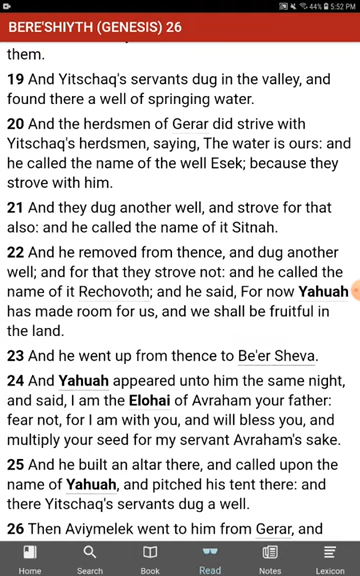 44% 5:52 PM
BERE'SHIYTH (GENESIS) 26
them.
19 And Yitschaq's servants dug in the valley, and
found there a well of springing water.
20 And the herdsmen of Gerar did strive with
Yitschaq's herdsmen, saying, The water is ours: and
he called the name of the well Esek; because they
strove with him.
21 And they dug another well, and strove for that
also: and he called the name of it Sitnah.
22 And he removed from thence, and dug another
well; and for that they strove not: and he called the
name of it Rechovoth; and he said, For now Yahuah
has made room for us, and we shall be fruitful in
the land.
23 And he went up from thence to Be'er Sheva.
24 And Yahuah appeared unto him the same night,
and said, I am the Elohai of Avraham your father:
fear not, for I am with you, and will bless you, and
multiply your seed for my servant Avraham's sake.
25 And he built an altar there, and called upon the
name of Yahuah, and pitched his tent there: and
there Yitschaq's servants dug a well.
26 Then Aviymelek went to him from Gerar, and
Home Search Book Read Notes Lexicon